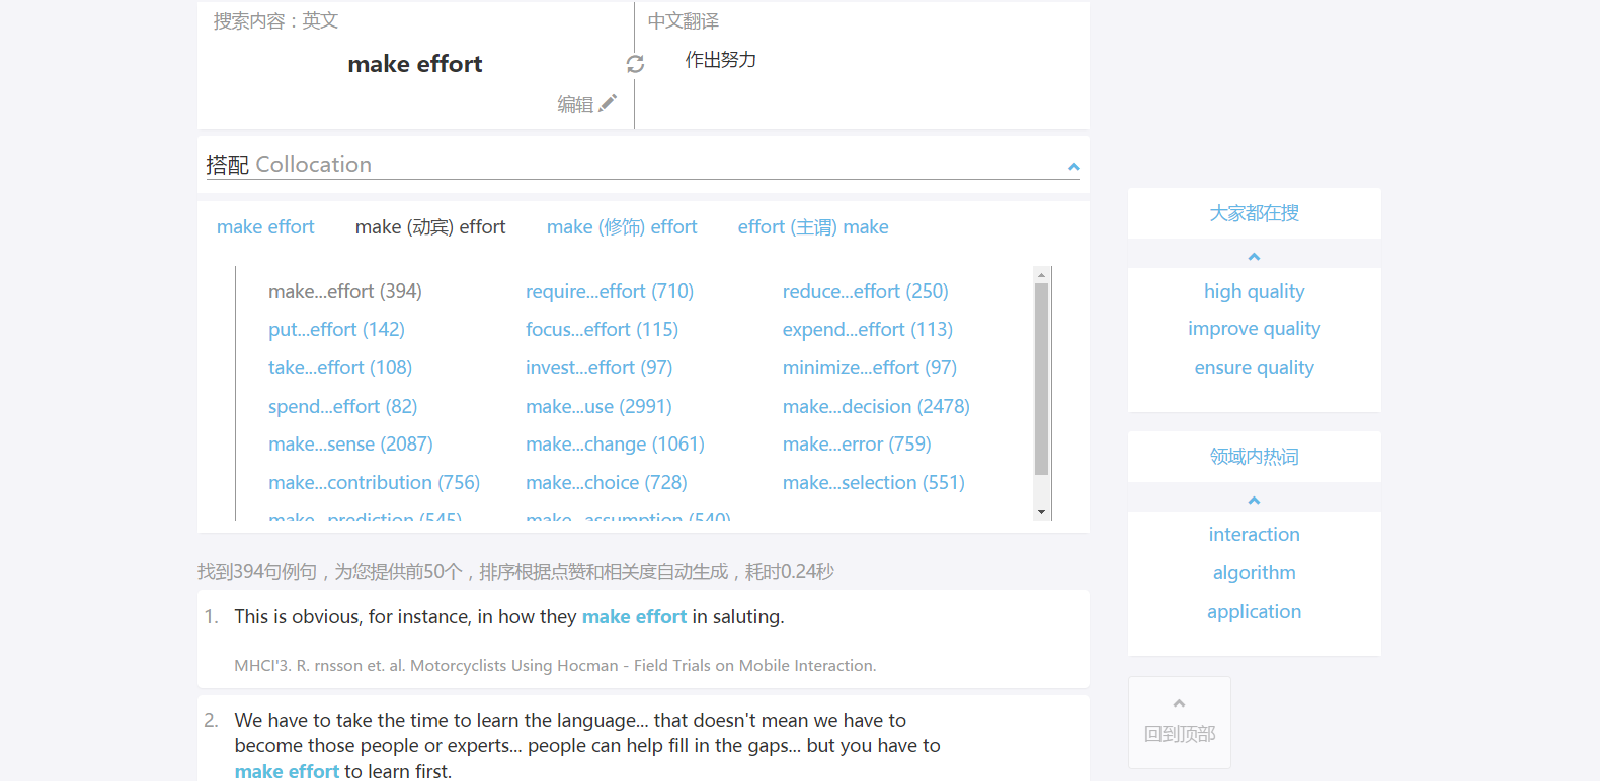 搜索内容：英文
中文翻译
make effort
作出努力
编辑
搭配 Collocation
make effort make (动宾) effort make (修饰) effort effort (主谓) make
make...effort (394) require...effort (710) reduce...effort (250)
put...effort (142) focus...effort (115) expend...effort (113)
take...effort (108) invest...effort (97) minimize...effort (97)
spend...effort (82) make...use (2991) make...decision (2478)
make...sense (2087) make...change (1061) make...error (759)
make...contribution (756) make...choice (728) make...selection (551)
make...prediction (545) make...assumption (540)
找到394句例句，为您提供前50个，排序根据点赞和相关度自动生成，耗时0.24秒
1. This is obvious, for instance, in how they make effort in saluting.
MHCI"3. R. rnsson et. al. Motorcyclists Using Hocman - Field Trials on Mobile Interaction.
2. We have to take the time to learn the language... that doesn't mean we have to
become those people or experts... people can help fill in the gaps... but you have to
make effort to learn first.
大家都在搜
high quality
improve quality
ensure quality
领域内热词
interaction
algorithm
application
回到顶部